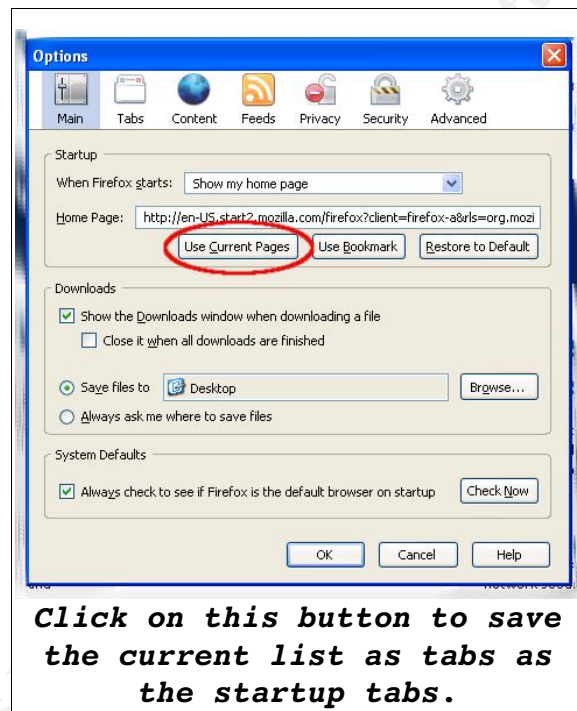 Options
Main Tabs Content Feeds Privacy Security Advanced
Startup
When Firefox starts: Show my home page
Home Page: http://en-US.start2.mozilla.com/firefox?client=firefox-a&rls=org.mozi
Use Current Pages Use Bookmark Restore to Default
Downloads
Show the Downloads window when downloading a file
Close it when all downloads are finished
Save files to Desktop Browse...
Always ask me where to save files
System Defaults
Always check to see if Firefox is the default browser on startup Check Now
OK Cancel Help
Click on this button to save
the current list as tabs as
the startup tabs.